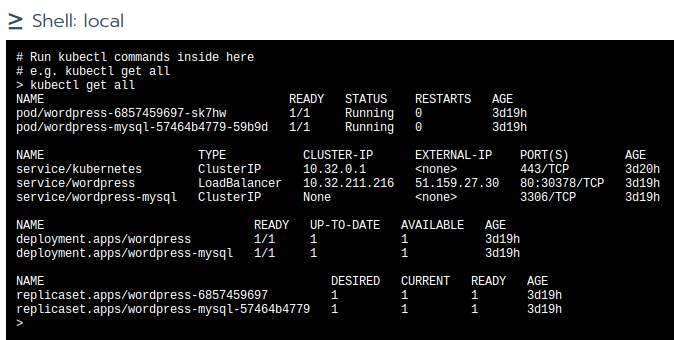 ≥ Shell: local
# Run kubectl commands inside here
# e.g. kubectl get all
> kubectl get all
NAME READY STATUS RESTARTS AGE
pod/wordpress-6857459697-sk7hw 1/1 Running 0 3d19h
pod/wordpress-mysql-57464b4779-59b9d 1/1 Running 0 3d19h
NAME TYPE CLUSTER-IP EXTERNAL-IP PORT(S) AGE
service/kubernetes ClusterIP 10.32.0.1 <none> 443/TCP 3d20h
service/wordpress LoadBalancer 10.32.211.216 51.159.27.30 80:30378/TCP 3d19h
service/wordpress-mysql ClusterIP None <none> 3306/TCP 3d19h
NAME READY UP-TO-DATE AVAILABLE AGE
deployment.apps/wordpress 1/1 1 1 3d19h
deployment.apps/wordpress-mysql 1/1 1 1 3d19h
NAME DESIRED CURRENT READY AGE
replicaset.apps/wordpress-6857459697 1 1 1 3d19h
replicaset.apps/wordpress-mysql-57464b4779 1 1 1 3d19h
>